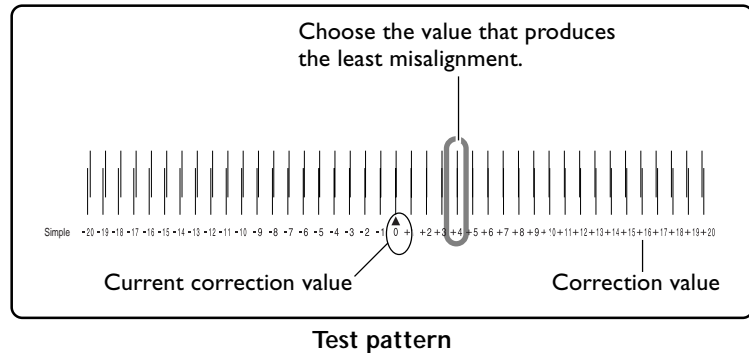 Choose the value that produces
the least misalignment.
Simple -20 -19 -18 -17 -16 -15 -14 -13 -12 -11 -10 -9 -8 -7 -6 -5 -4 -3 -2 -1 0 + +2 +3 +4 +5 +6 +7 +8 +9 +10 +11 +12 +13 +14 +15 +16 +17 +18 +19 +20
Current correction value
Correction value
Test pattern